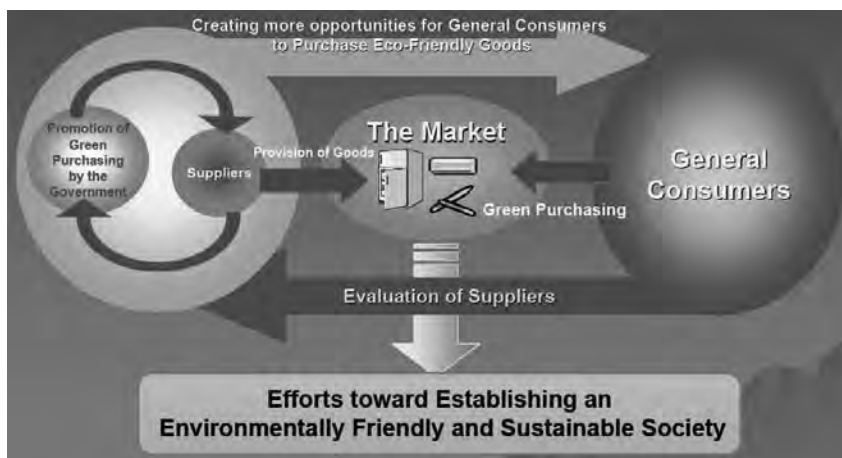 Creating more opportunities for General Consumers
to Purchase Eco-Friendly Goods
Promotion of
Green
Purchasing
by the
Government
Suppliers
Provision of Goods
The Market
Green Purchasing
General
Consumers
Evaluation of Suppliers
Efforts toward Establishing an
Environmentally Friendly and Sustainable Society